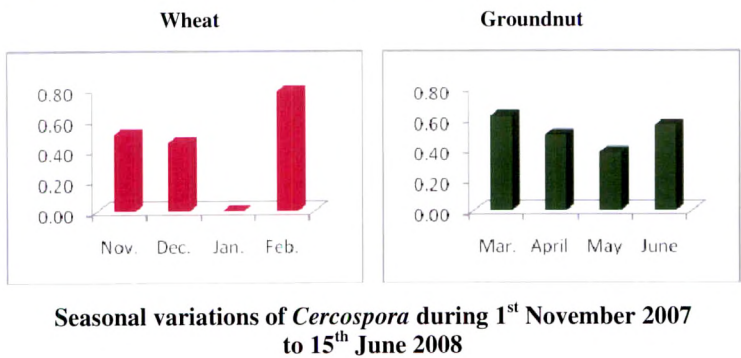 Wheat
0.80
0.60
0.40
0.20
0.00
Nov. Dec. Jan. Feb.
Groundnut
0.80
0.60
0.40
0.20
0.00
Mar. April May June
Seasonal variations of Cercospora during 1st November 2007
to 15th June 2008